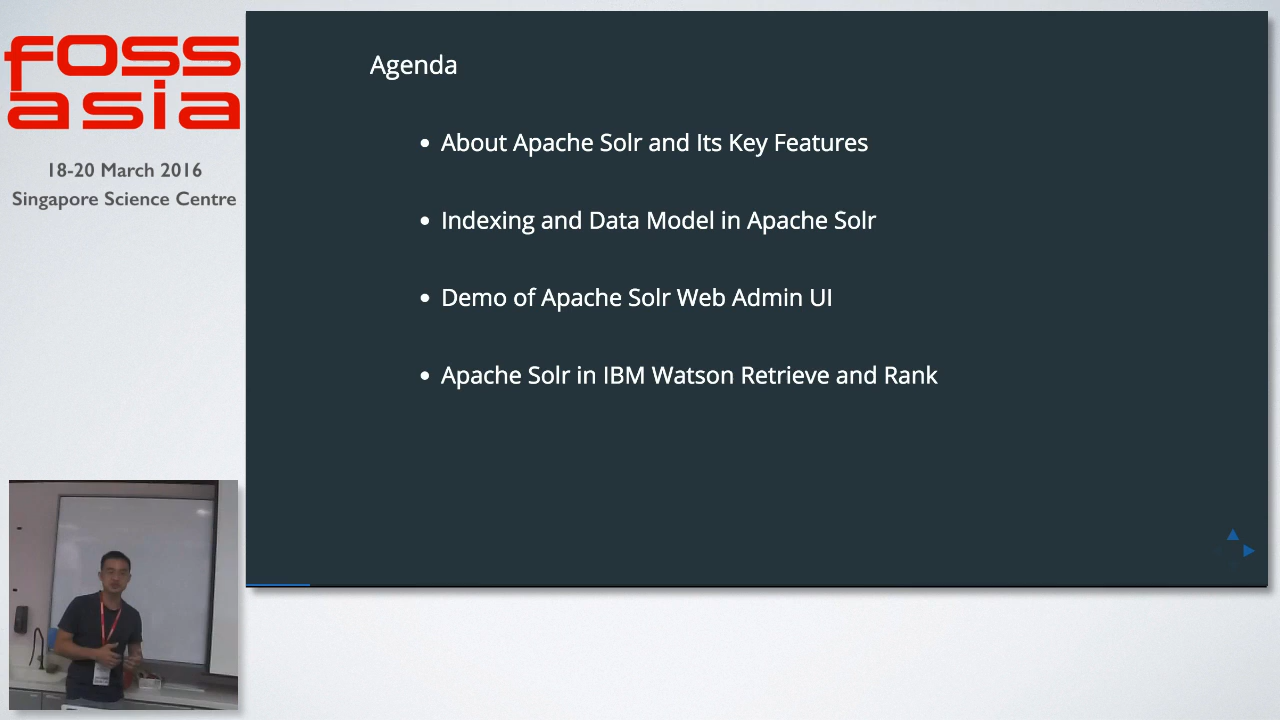 foss
asia
18-20 March 2016
Singapore Science Centre
Agenda
• About Apache Solr and Its Key Features
• Indexing and Data Model in Apache Solr
• Demo of Apache Solr Web Admin UI
• Apache Solr in IBM Watson Retrieve and Rank